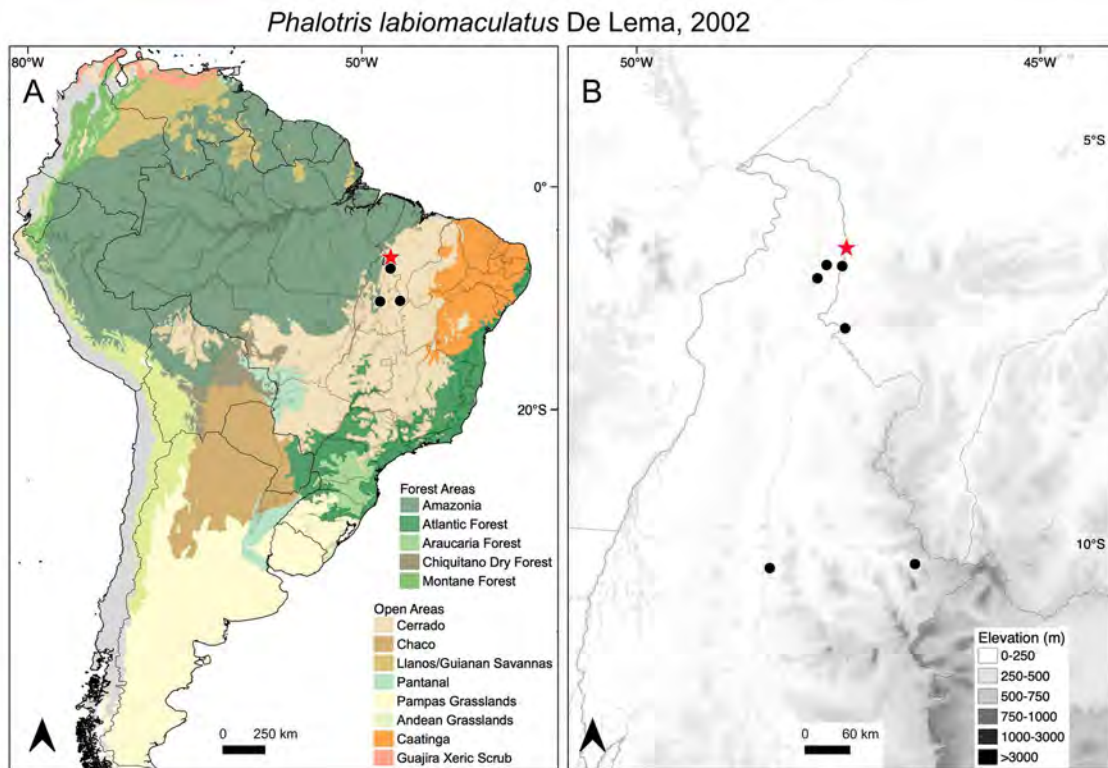 Phalotris labiomaculatus De Lema, 2002
A
80°W
50°W
0°
20°S
Forest Areas
Amazonia
Atlantic Forest
Araucaria Forest
Chiquitano Dry Forest
Montane Forest
Open Areas
Cerrado
Chaco
Llanos/Guianan Savannas
Pantanal
Pampas Grasslands
Andean Grasslands
Caatinga
Guajira Xeric Scrub
0 250 km
B
50°W
45°W
5°S
10°S
Elevation (m)
0-250
250-500
500-750
750-1000
1000-3000
>3000
0 60 km